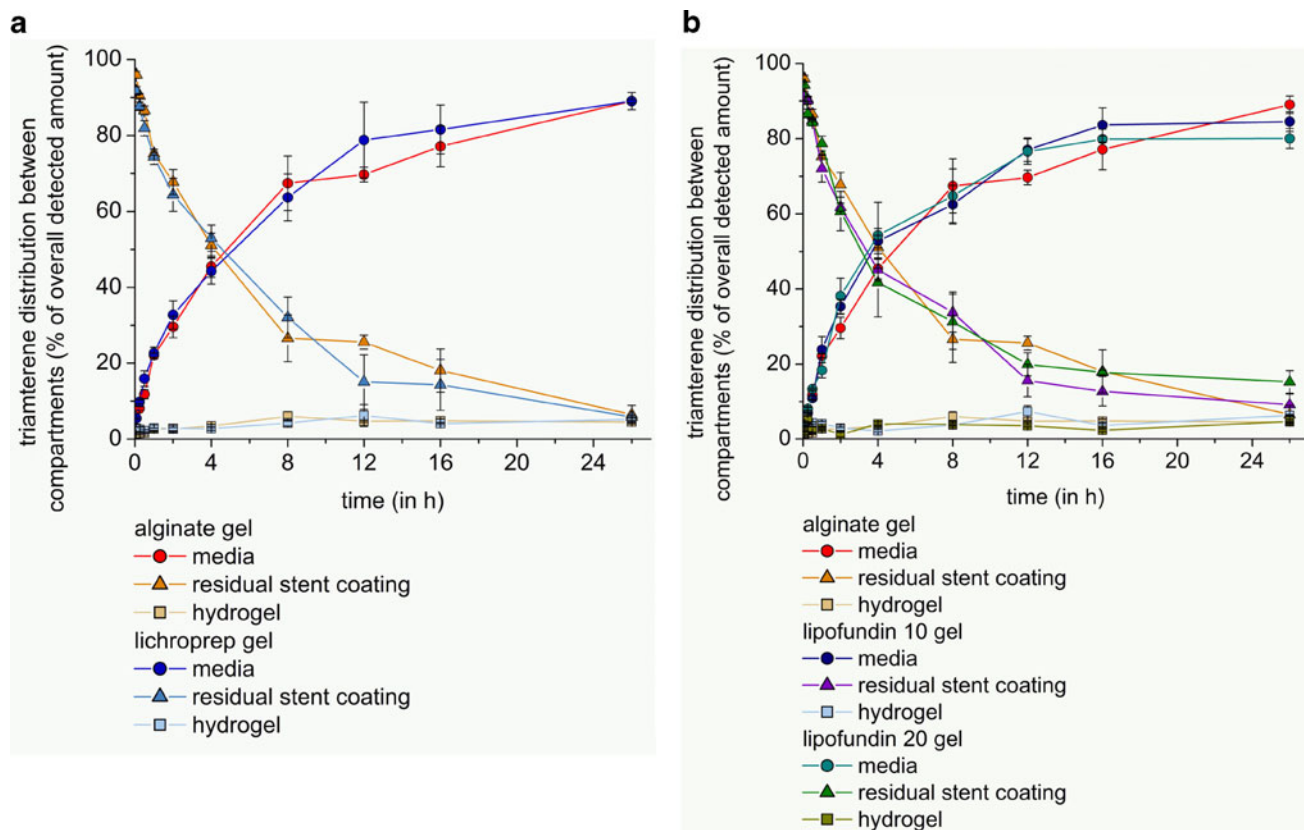 a
triamterene distribution between
compartments (% of overall detected amount)
100
80
60
40
20
0
0 4 8 12 16 20 24
time (in h)
alginate gel
media
residual stent coating
hydrogel
lichroprep gel
media
residual stent coating
hydrogel
b
triamterene distribution between
compartments (% of overall detected amount)
100
80
60
40
20
0
0 4 8 12 16 20 24
time (in h)
alginate gel
media
residual stent coating
hydrogel
lipofundin 10 gel
media
residual stent coating
hydrogel
lipofundin 20 gel
media
residual stent coating
hydrogel